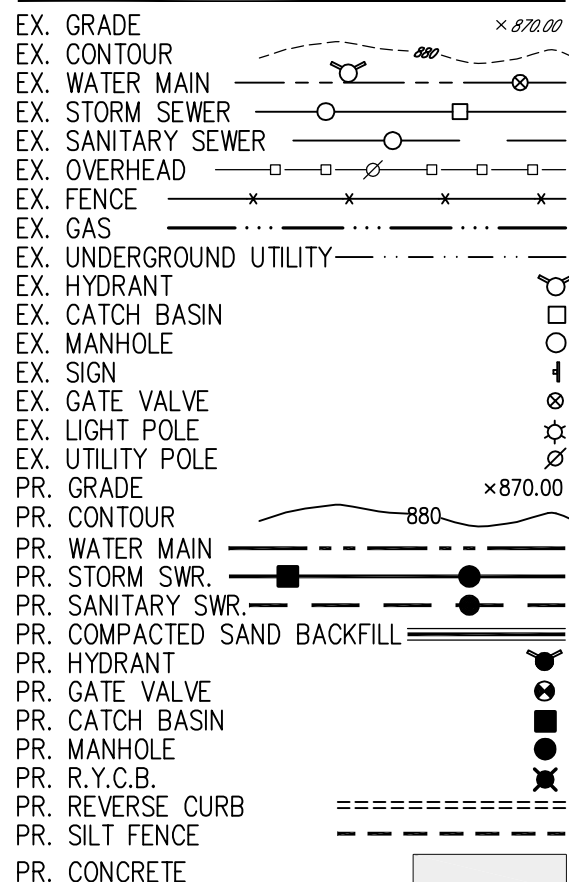 EX. GRADE ×870.00
EX. CONTOUR 880
EX. WATER MAIN
EX. STORM SEWER
EX. SANITARY SEWER
EX. OVERHEAD
EX. FENCE
EX. GAS
EX. UNDERGROUND UTILITY
EX. HYDRANT
EX. CATCH BASIN
EX. MANHOLE
EX. SIGN
EX. GATE VALVE
EX. LIGHT POLE
EX. UTILITY POLE
PR. GRADE ×870.00
PR. CONTOUR 880
PR. WATER MAIN
PR. STORM SWR.
PR. SANITARY SWR.
PR. COMPACTED SAND BACKFILL
PR. HYDRANT
PR. GATE VALVE
PR. CATCH BASIN
PR. MANHOLE
PR. R.Y.C.B.
PR. REVERSE CURB
PR. SILT FENCE
PR. CONCRETE